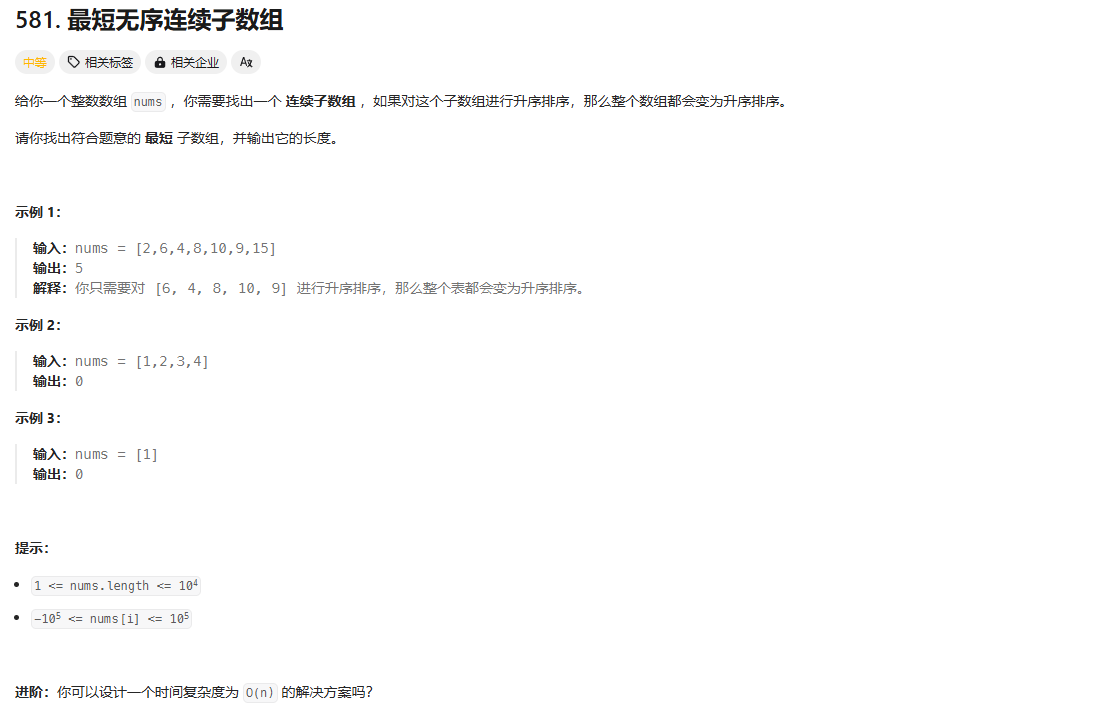 581. 最短无序连续子数组
中等 相关标签 相关企业 Ax
给你一个整数数组 nums ，你需要找出一个 连续子数组 ，如果对这个子数组进行升序排序，那么整个数组都会变为升序排序。
请你找出符合题意的 最短 子数组，并输出它的长度。
示例 1：
输入：nums = [2,6,4,8,10,9,15]
输出：5
解释：你只需要对 [6, 4, 8, 10, 9] 进行升序排序，那么整个表都会变为升序排序。
示例 2：
输入：nums = [1,2,3,4]
输出：0
示例 3：
输入：nums = [1]
输出：0
提示：
• 1 <= nums.length <= 10⁴
• -10⁵ <= nums[i] <= 10⁵
进阶：你可以设计一个时间复杂度为 O(n) 的解决方案吗？